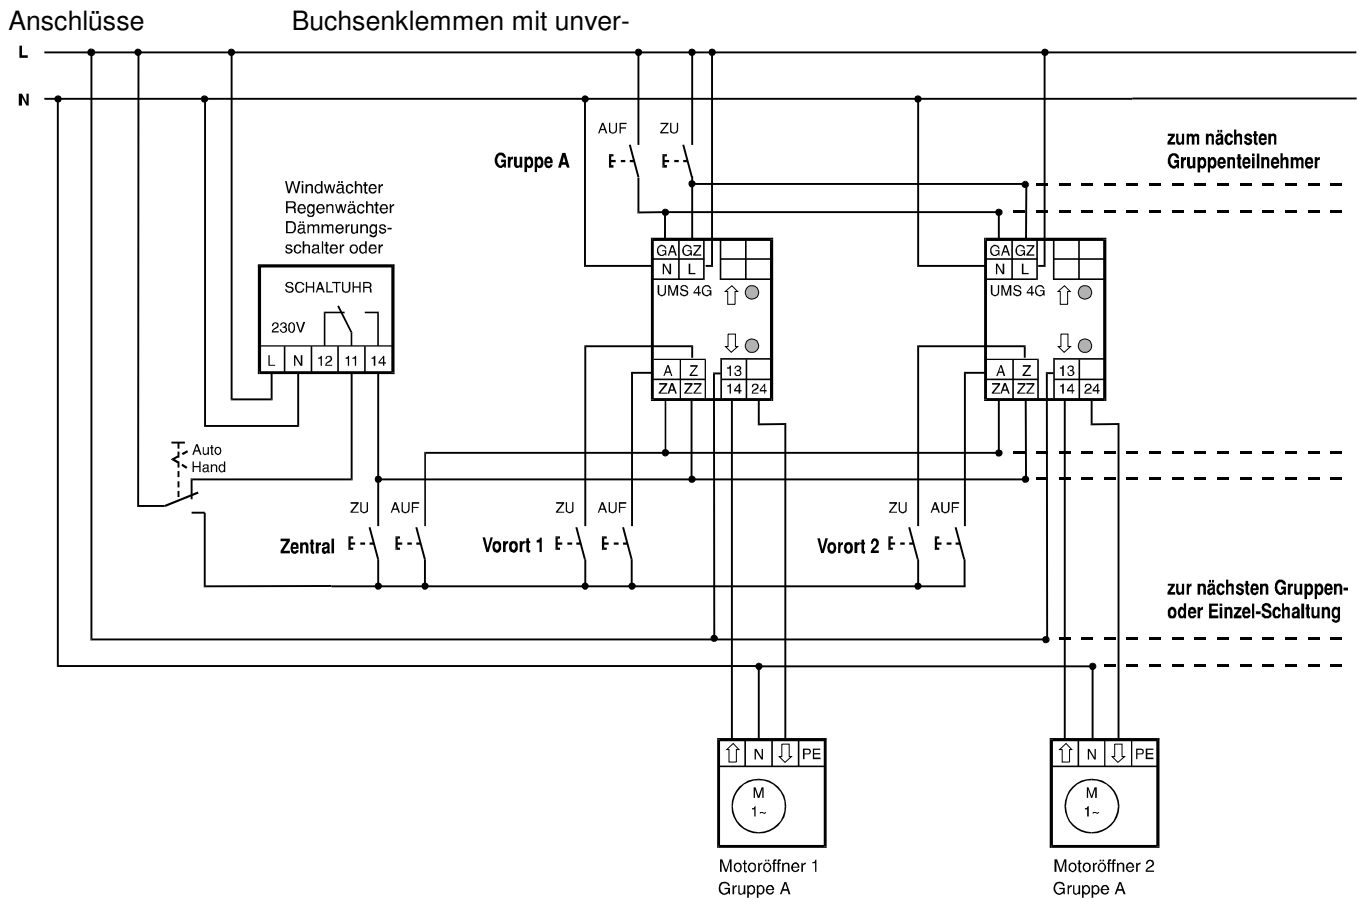 Anschlüsse
Buchsenklemmen mit unver-
L
N
AUF ZU
Gruppe A
zum nächsten
Gruppenteilnehmer
Windwächter
Regenwächter
Dämmerungs-
schalter oder
SCHALTUHR
230V
L N 12 11 14
GA GZ
N L
UMS 4G
A Z 13
ZA ZZ 14 24
GA GZ
N L
UMS 4G
A Z 13
ZA ZZ 14 24
Auto
Hand
ZU AUF
Zentral
ZU AUF
Vorort 1
ZU AUF
Vorort 2
zur nächsten Gruppen-
oder Einzel-Schaltung
N PE
M
1~
Motoröffner 1
Gruppe A
N PE
M
1~
Motoröffner 2
Gruppe A